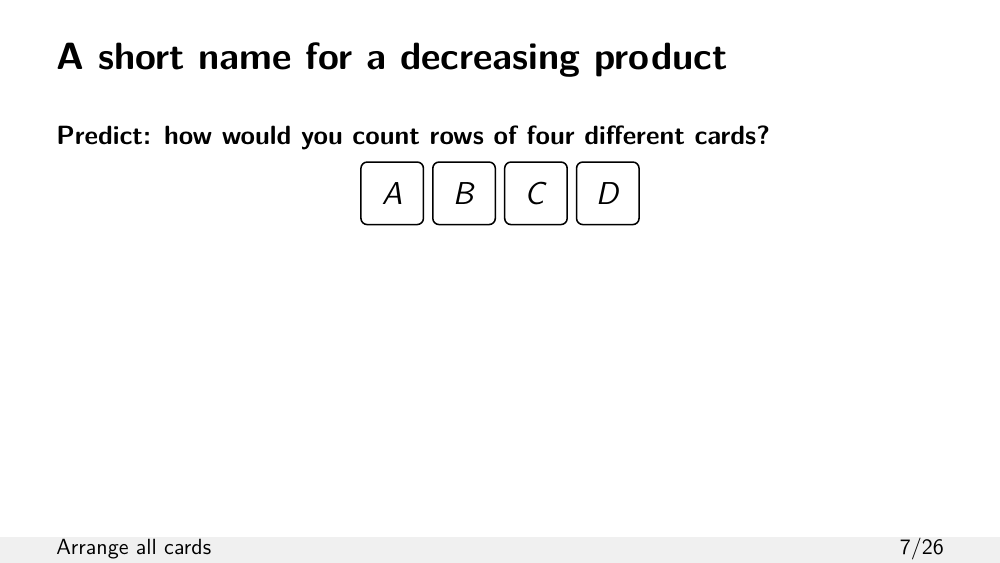 A short name for a decreasing product
Predict: how would you count rows of four different cards?
A B C D
Arrange all cards 7/26